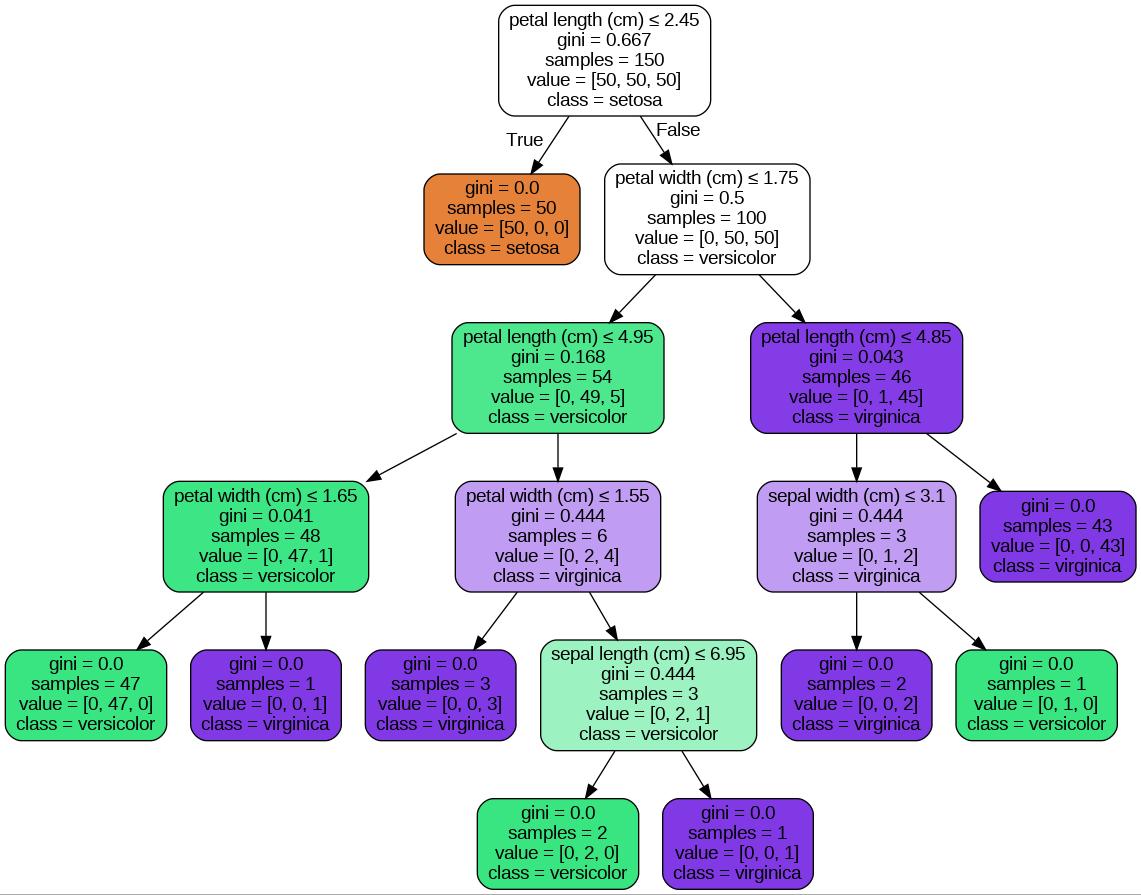 petal length (cm) ≤ 2.45
gini = 0.667
samples = 150
value = [50, 50, 50]
class = setosa
True
False
gini = 0.0
samples = 50
value = [50, 0, 0]
class = setosa
petal width (cm) ≤ 1.75
gini = 0.5
samples = 100
value = [0, 50, 50]
class = versicolor
petal length (cm) ≤ 4.95
gini = 0.168
samples = 54
value = [0, 49, 5]
class = versicolor
petal length (cm) ≤ 4.85
gini = 0.043
samples = 46
value = [0, 1, 45]
class = virginica
petal width (cm) ≤ 1.65
gini = 0.041
samples = 48
value = [0, 47, 1]
class = versicolor
petal width (cm) ≤ 1.55
gini = 0.444
samples = 6
value = [0, 2, 4]
class = virginica
sepal width (cm) ≤ 3.1
gini = 0.444
samples = 3
value = [0, 1, 2]
class = virginica
gini = 0.0
samples = 43
value = [0, 0, 43]
class = virginica
gini = 0.0
samples = 47
value = [0, 47, 0]
class = versicolor
gini = 0.0
samples = 1
value = [0, 0, 1]
class = virginica
gini = 0.0
samples = 3
value = [0, 0, 3]
class = virginica
sepal length (cm) ≤ 6.95
gini = 0.444
samples = 3
value = [0, 2, 1]
class = versicolor
gini = 0.0
samples = 2
value = [0, 0, 2]
class = virginica
gini = 0.0
samples = 1
value = [0, 1, 0]
class = versicolor
gini = 0.0
samples = 2
value = [0, 2, 0]
class = versicolor
gini = 0.0
samples = 1
value = [0, 0, 1]
class = virginica